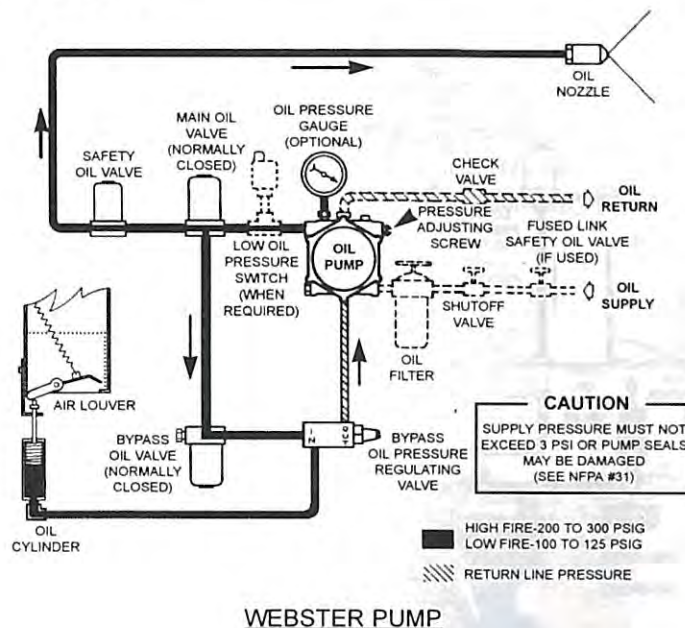 OIL
NOZZLE
OIL PRESSURE
GAUGE
(OPTIONAL)
MAIN OIL
VALVE
(NORMALLY
CLOSED)
SAFETY
OIL VALVE
CHECK
VALVE
OIL
RETURN
PRESSURE
ADJUSTING
SCREW
FUSED LINK
SAFETY OIL VALVE
(IF USED)
OIL
PUMP
LOW OIL
PRESSURE
SWITCH
(WHEN
REQUIRED)
OIL
SUPPLY
SHUTOFF
VALVE
OIL
FILTER
AIR LOUVER
BYPASS
OIL VALVE
(NORMALLY
CLOSED)
IN
OUT
BYPASS
OIL PRESSURE
REGULATING
VALVE
OIL
CYLINDER
CAUTION
SUPPLY PRESSURE MUST NOT
EXCEED 3 PSI OR PUMP SEALS
MAY BE DAMAGED
(SEE NFPA #31)
HIGH FIRE-200 TO 300 PSIG
LOW FIRE-100 TO 125 PSIG
RETURN LINE PRESSURE
WEBSTER PUMP